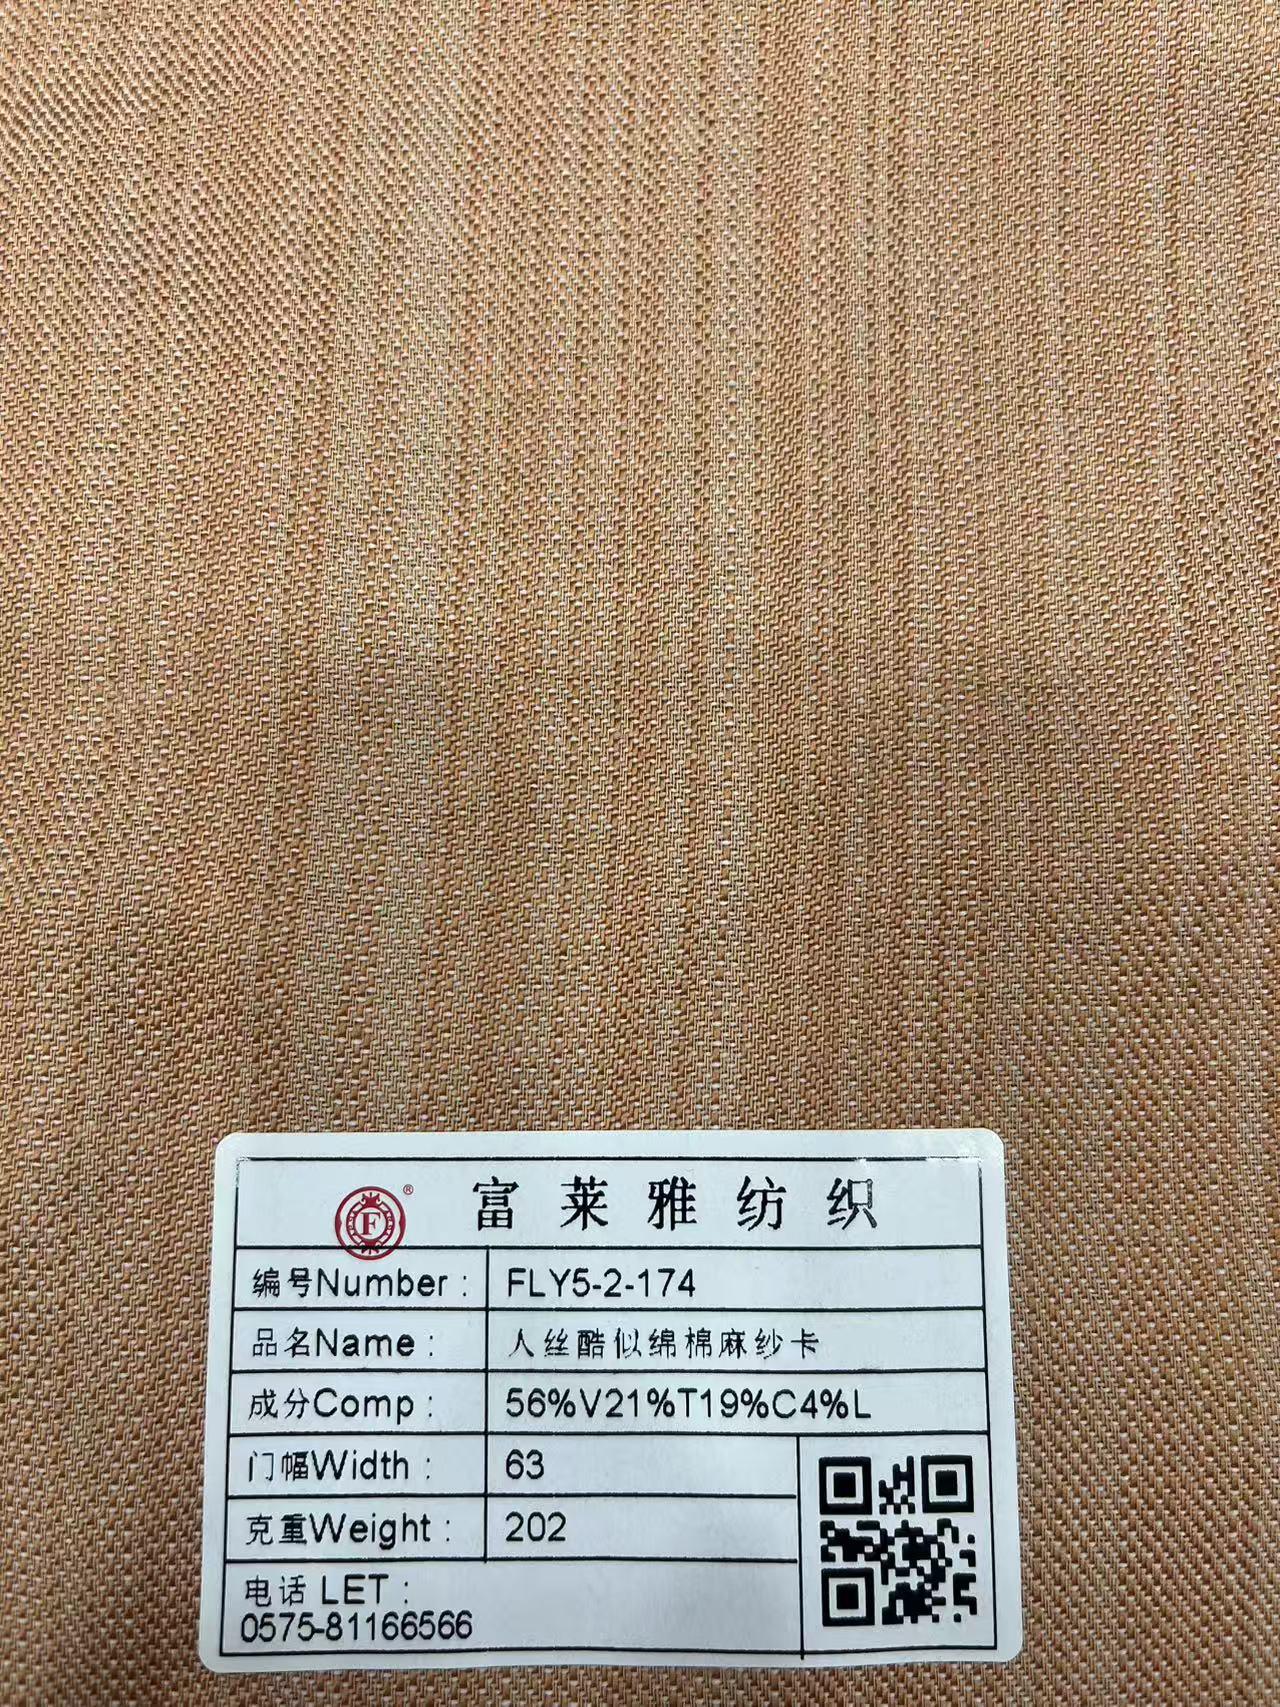 F ®
富莱雅纺织
编号Number： FLY5-2-174
品名Name： 人丝酷似绵棉麻纱卡
成分Comp： 56%V21%T19%C4%L
门幅Width： 63
克重Weight： 202
电话 LET：
0575-81166566